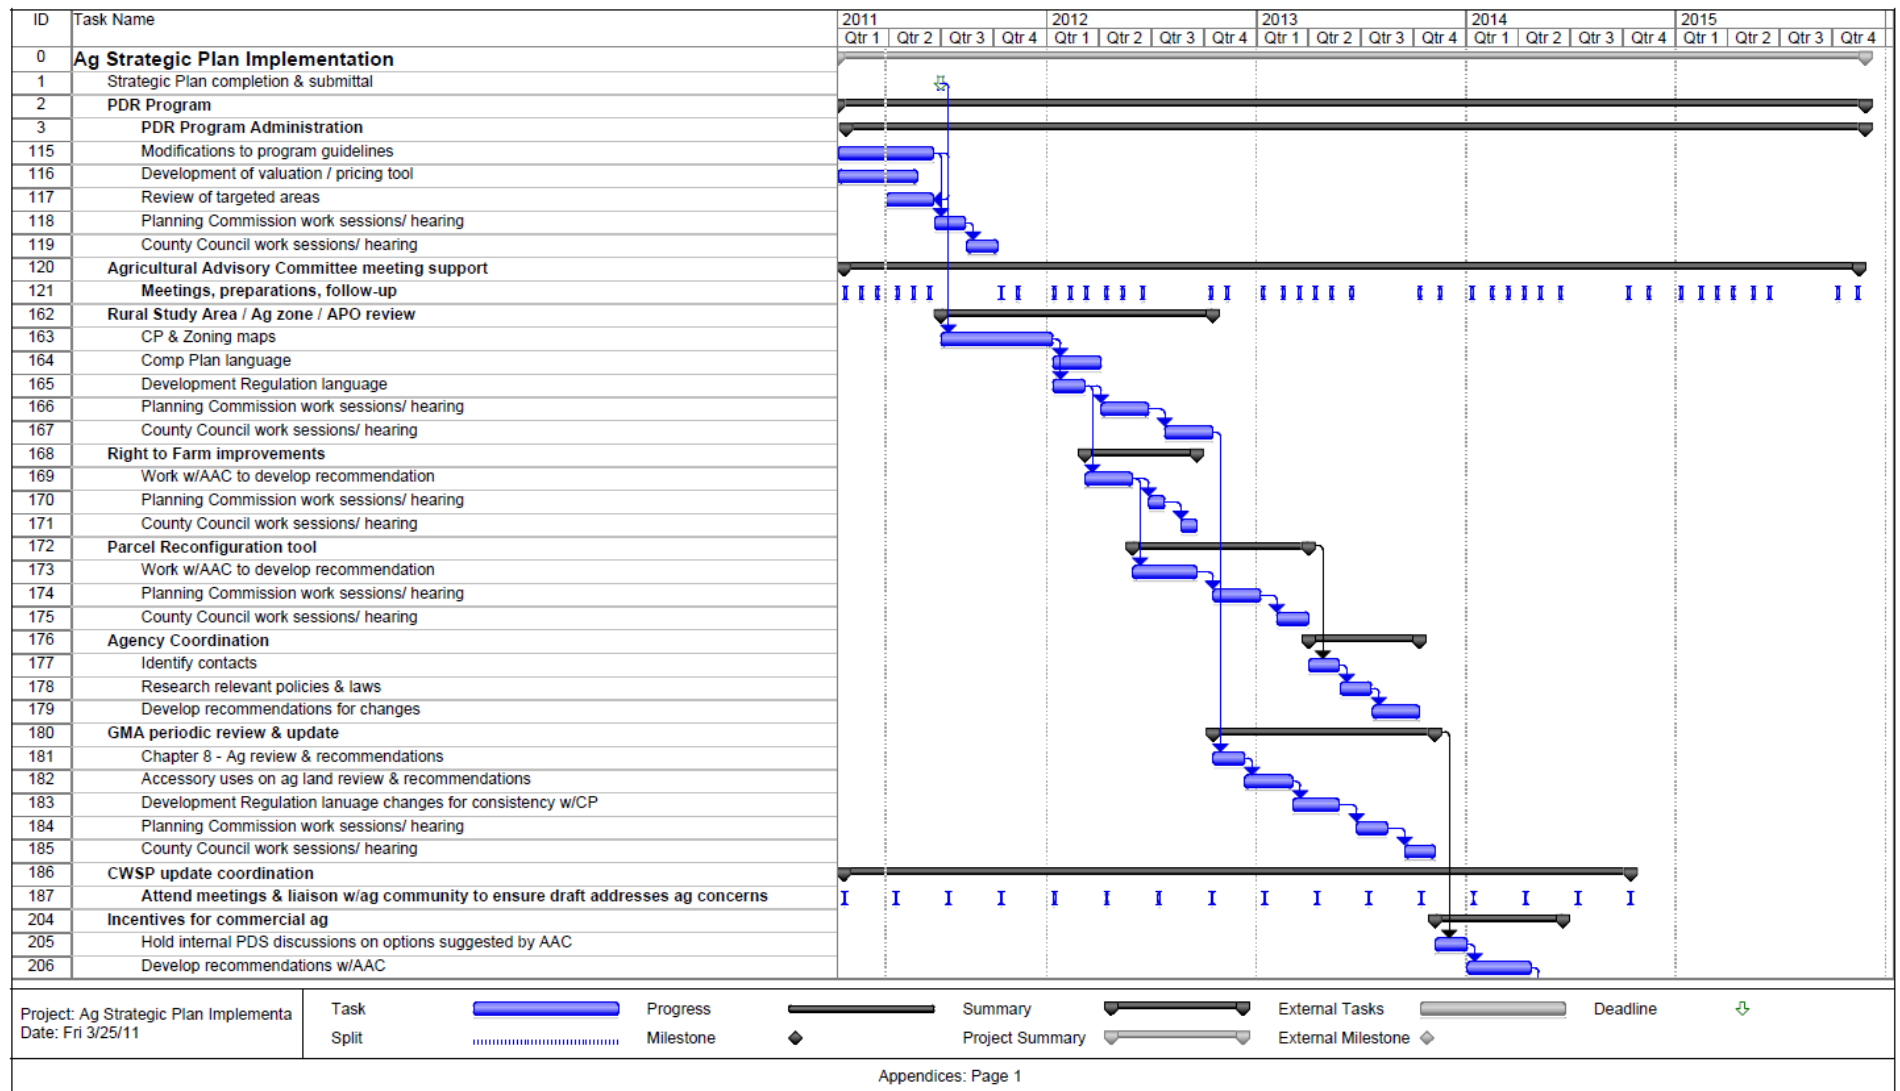 ID Task Name 2011 2012 2013 2014 2015
Qtr 1 Qtr 2 Qtr 3 Qtr 4 Qtr 1 Qtr 2 Qtr 3 Qtr 4 Qtr 1 Qtr 2 Qtr 3 Qtr 4 Qtr 1 Qtr 2 Qtr 3 Qtr 4 Qtr 1 Qtr 2 Qtr 3 Qtr 4
0 Ag Strategic Plan Implementation
1 Strategic Plan completion & submittal
2 PDR Program
3 PDR Program Administration
115 Modifications to program guidelines
116 Development of valuation / pricing tool
117 Review of targeted areas
118 Planning Commission work sessions/ hearing
119 County Council work sessions/ hearing
120 Agricultural Advisory Committee meeting support
121 Meetings, preparations, follow-up
162 Rural Study Area / Ag zone / APO review
163 CP & Zoning maps
164 Comp Plan language
165 Development Regulation language
166 Planning Commission work sessions/ hearing
167 County Council work sessions/ hearing
168 Right to Farm improvements
169 Work w/AAC to develop recommendation
170 Planning Commission work sessions/ hearing
171 County Council work sessions/ hearing
172 Parcel Reconfiguration tool
173 Work w/AAC to develop recommendation
174 Planning Commission work sessions/ hearing
175 County Council work sessions/ hearing
176 Agency Coordination
177 Identify contacts
178 Research relevant policies & laws
179 Develop recommendations for changes
180 GMA periodic review & update
181 Chapter 8 - Ag review & recommendations
182 Accessory uses on ag land review & recommendations
183 Development Regulation lanuage changes for consistency w/CP
184 Planning Commission work sessions/ hearing
185 County Council work sessions/ hearing
186 CWSP update coordination
187 Attend meetings & liaison w/ag community to ensure draft addresses ag concerns
204 Incentives for commercial ag
205 Hold internal PDS discussions on options suggested by AAC
206 Develop recommendations w/AAC
Project: Ag Strategic Plan Implementa
Date: Fri 3/25/11
Task Progress Summary External Tasks Deadline
Split Milestone Project Summary External Milestone
Appendices: Page 1